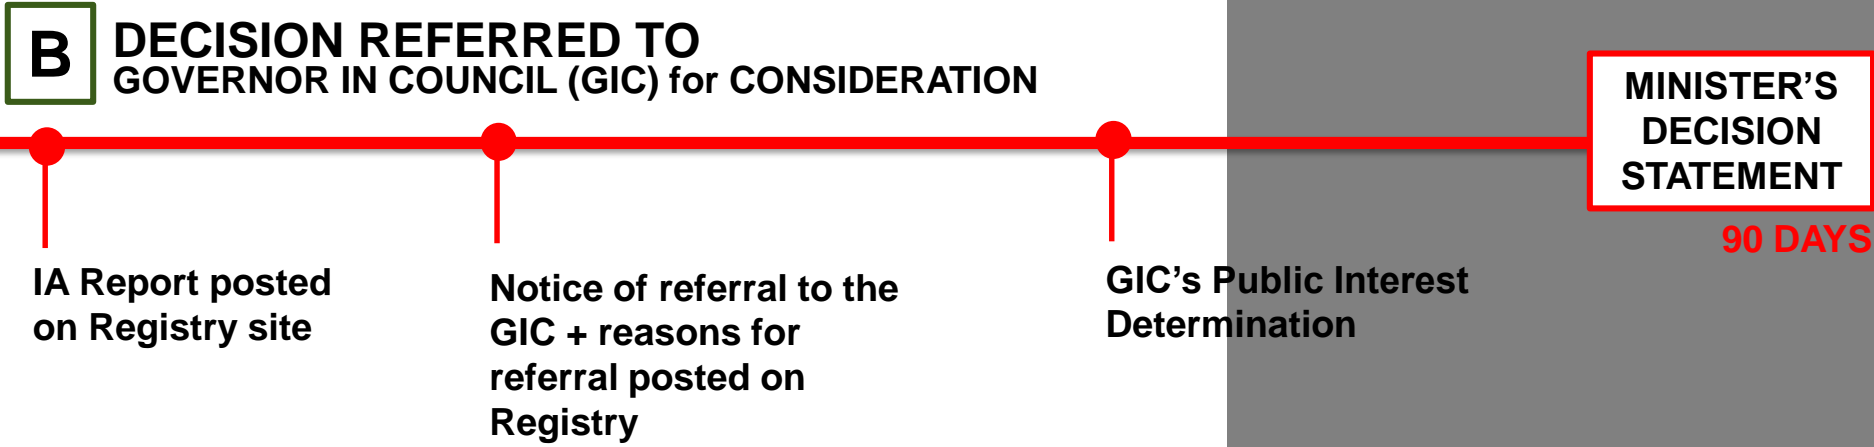 B
DECISION REFERRED TO
GOVERNOR IN COUNCIL (GIC) for CONSIDERATION
MINISTER’S
DECISION
STATEMENT
90 DAYS
IA Report posted
on Registry site
Notice of referral to the
GIC + reasons for
referral posted on
Registry
GIC’s Public Interest
Determination